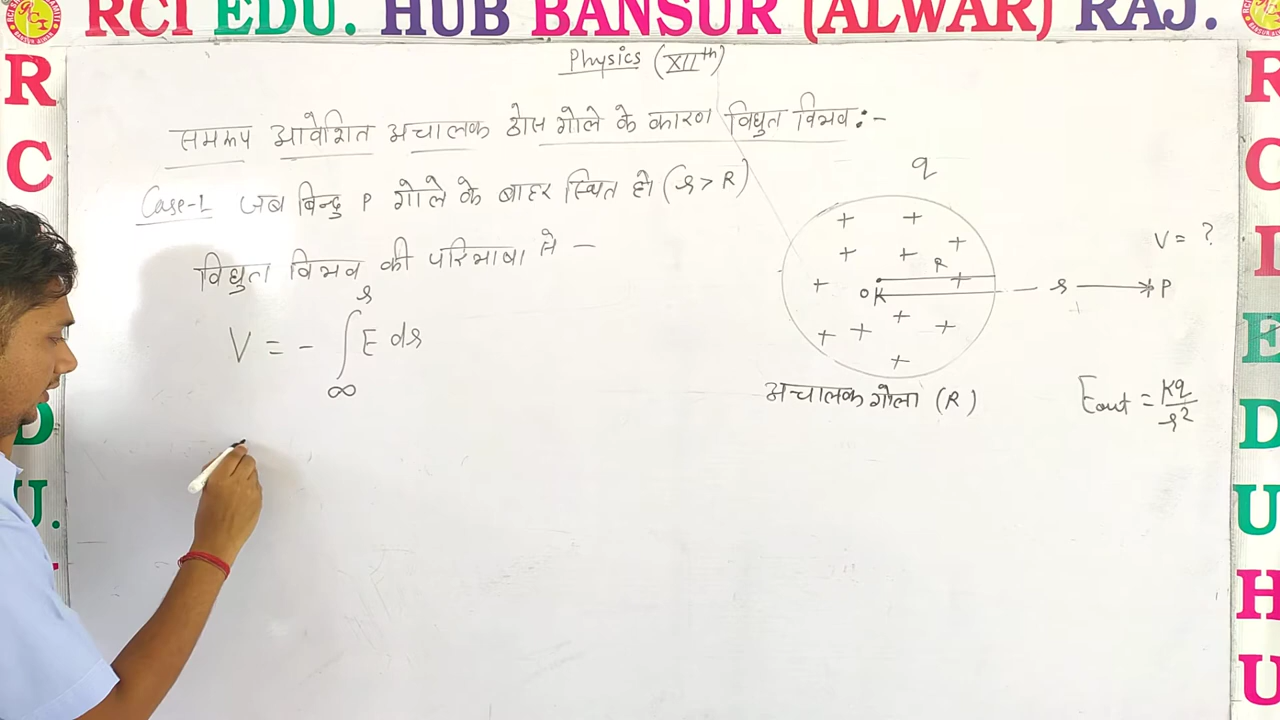 RCI EDU. HUB BANSUR (ALWAR) RAJ.
Physics (XIIth)
समरूप आवेशित अचालक ठोस गोले के कारण विद्युत विभव :-
Case-1 जब बिन्दु P गोले के बाहर स्थित हो (r > R)
विद्युत विभव की परिभाषा से -
V = - ∫ E dr
r
∞
q
+ + + + + + + + + + + + +
R
O K
r
P
V = ?
अचालक गोला (R)
Eout = Kq/r²
R
C
D
U.
R
C
I
E
D
U
H
U